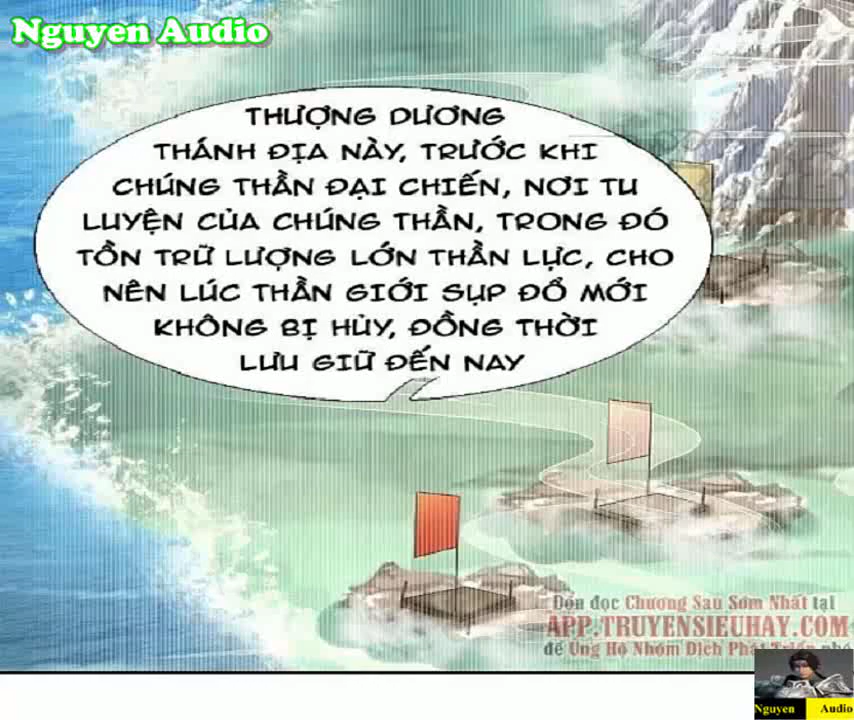 Nguyen Audio
THƯỢNG DƯƠNG
THÁNH ĐỊA NÀY, TRƯỚC KHI
CHÚNG THẦN ĐẠI CHIẾN, NƠI TU
LUYỆN CỦA CHÚNG THẦN, TRONG ĐÓ
TỒN TRỮ LƯỢNG LỚN THẦN LỰC, CHO
NÊN LÚC THẦN GIỚI SỤP ĐỔ MỚI
KHÔNG BỊ HỦY, ĐỒNG THỜI
LƯU GIỮ ĐẾN NAY
Đón đọc Chương Sau Sớm Nhất tại
APP.TRUYENSIEUHAY.COM
để Ủng Hộ Nhóm Dịch Phát Triển nhé
Nguyen Audio